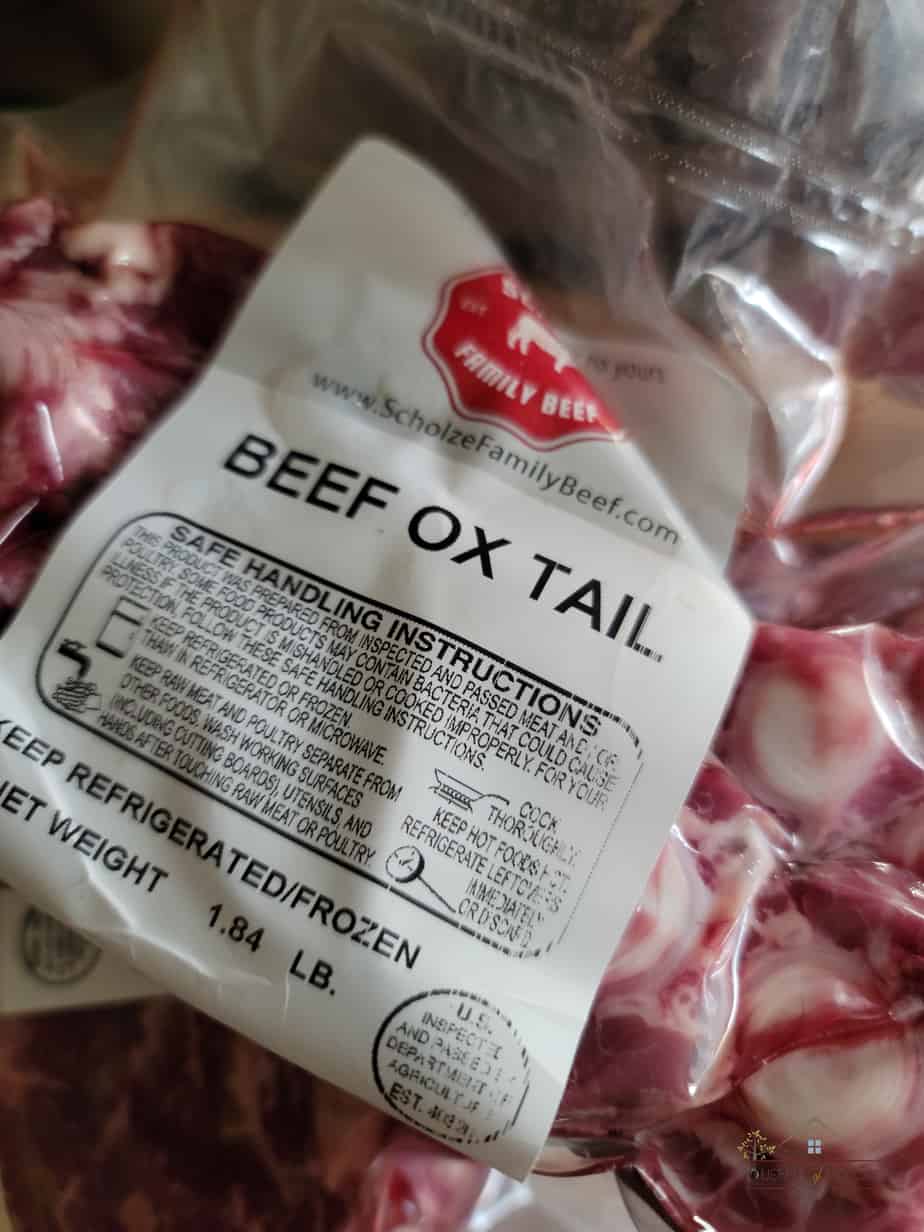 EST
FAMILY BEEF
to yours
www.ScholzeFamilyBeef.com
BEEF OX TAIL
SAFE HANDLING INSTRUCTIONS
THIS PRODUCT WAS PREPARED FROM INSPECTED AND PASSED MEAT AND / OR
POULTRY. SOME FOOD PRODUCTS MAY CONTAIN BACTERIA THAT COULD CAUSE
ILLNESS IF THE PRODUCT IS MISHANDLED OR COOKED IMPROPERLY. FOR YOUR
PROTECTION, FOLLOW THESE SAFE HANDLING INSTRUCTIONS.
KEEP REFRIGERATED OR FROZEN.
THAW IN REFRIGERATOR OR MICROWAVE.
KEEP RAW MEAT AND POULTRY SEPARATE FROM
OTHER FOODS. WASH WORKING SURFACES
(INCLUDING CUTTING BOARDS), UTENSILS, AND
HANDS AFTER TOUCHING RAW MEAT OR POULTRY.
COOK
THOROUGHLY.
KEEP HOT FOODS HOT.
REFRIGERATE LEFTOVERS
IMMEDIATELY
OR DISCARD.
KEEP REFRIGERATED/FROZEN
NET WEIGHT
1.84 LB.
U.S.
INSPECTED
AND PASSED BY
DEPARTMENT OF
AGRICULTURE
EST.